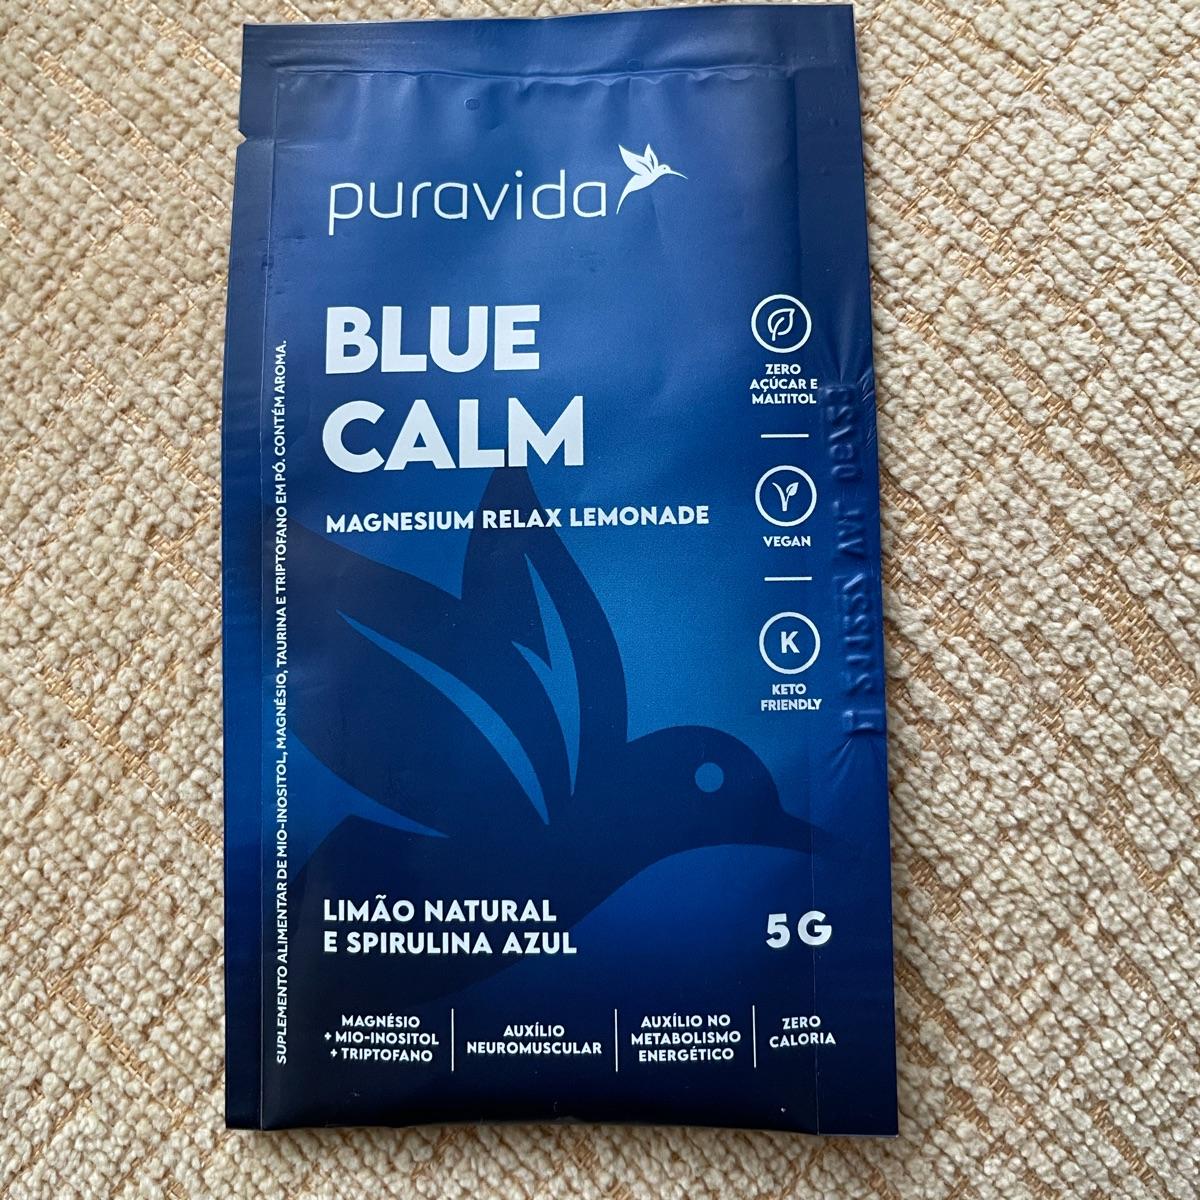 puravida
BLUE
CALM
MAGNESIUM RELAX LEMONADE
ZERO
AÇÚCAR E
MALTITOL
VEGAN
K
KETO
FRIENDLY
SUPLEMENTO ALIMENTAR DE MIO-INOSITOL, MAGNÉSIO, TAURINA E TRIPTOFANO EM PÓ. CONTÉM AROMA.
LIMÃO NATURAL
E SPIRULINA AZUL
5 G
MAGNÉSIO
+ MIO-INOSITOL
+ TRIPTOFANO
AUXÍLIO
NEUROMUSCULAR
AUXÍLIO NO
METABOLISMO
ENERGÉTICO
ZERO
CALORIA